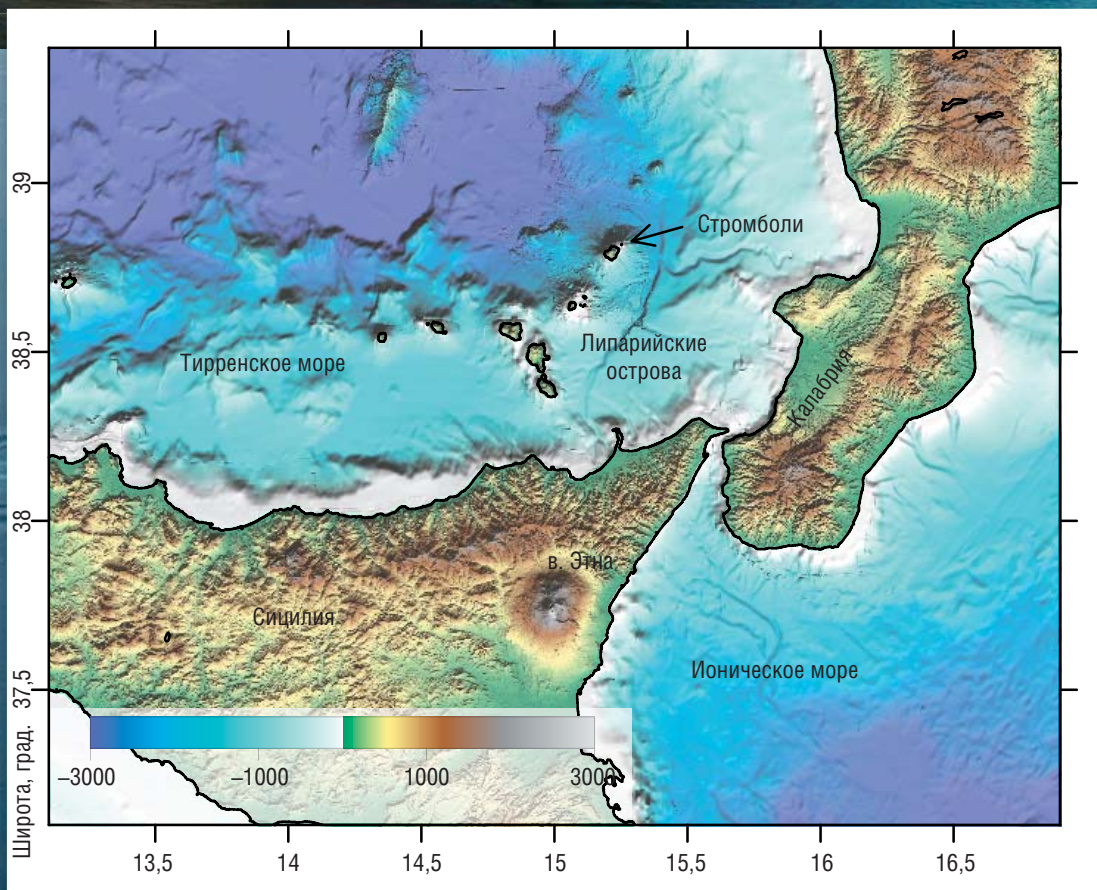 39
38,5
38
37,5
Широта, град.
Стромболи
Липарийские
острова
Тирренское море
Калабрия
в. Этна
Сицилия
Ионическое море
–3000 –1000 1000 3000
13,5 14 14,5 15 15,5 16 16,5